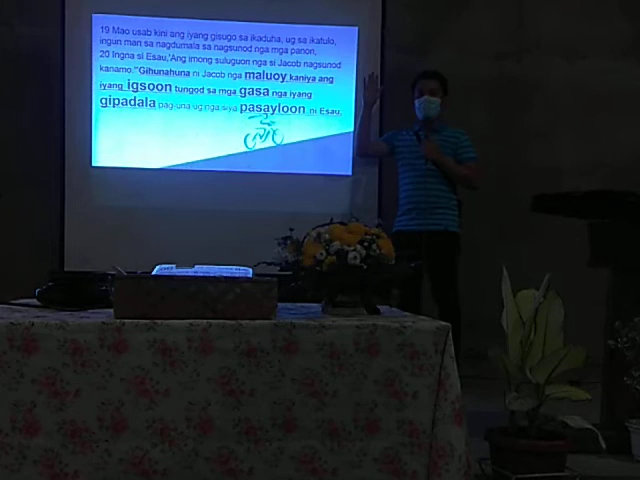 19 Mao usab kini ang iyang gisugo sa ikaduha, ug sa ikatulo,
ingun man sa nagdumala sa nagsunod nga mga panon,
20 Ingna si Esau,'Ang imong suluguon nga si Jacob nagsunod
kanamo.'"Gihunahuna ni Jacob nga maluoy kaniya ang
iyang igsoon tungod sa mga gasa nga iyang
gipadala pag-una ug nga siya pasayloon ni Esau.